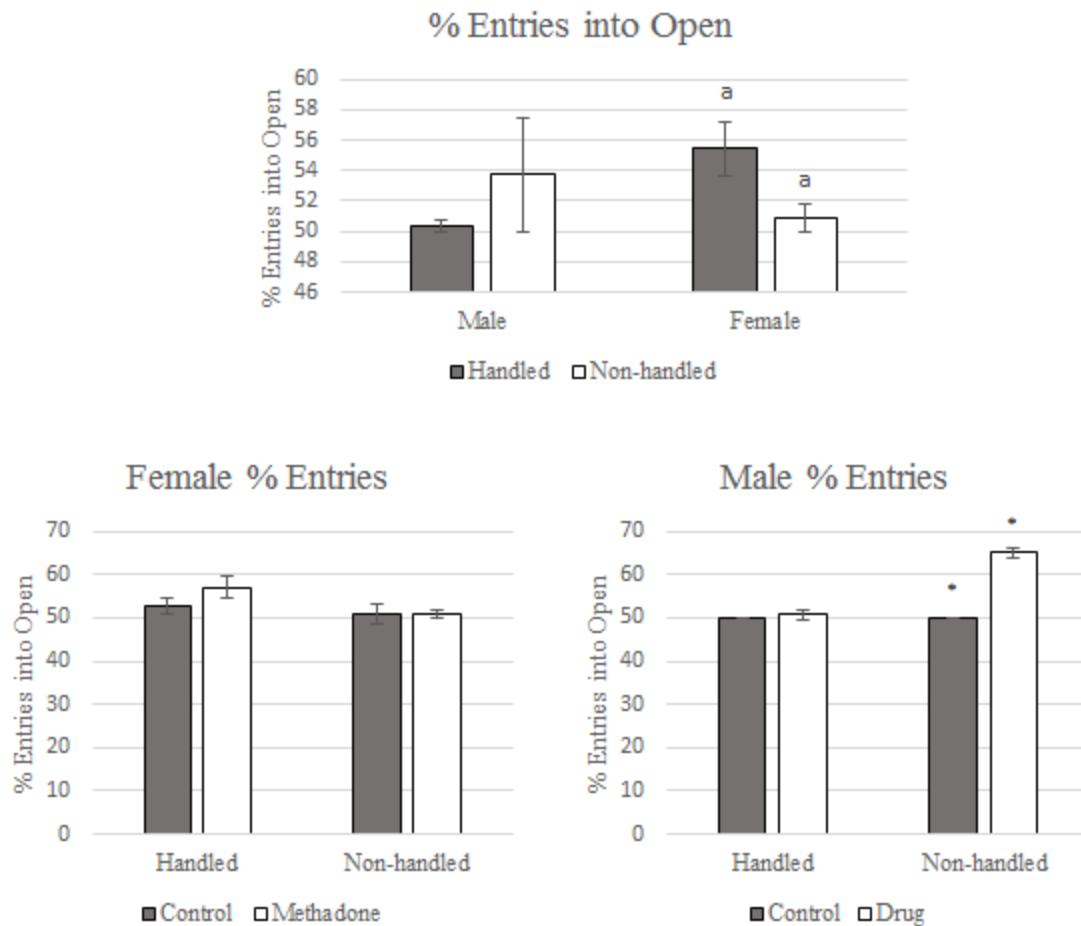 % Entries into Open
% Entries into Open
60
58
56
54
52
50
48
46
a
a
Male Female
Handled Non-handled
Female % Entries
% Entries into Open
70
60
50
40
30
20
10
0
Handled Non-handled
Control Methadone
Male % Entries
% Entries into Open
70
60
50
40
30
20
10
0
*
*
Handled Non-handled
Control Drug